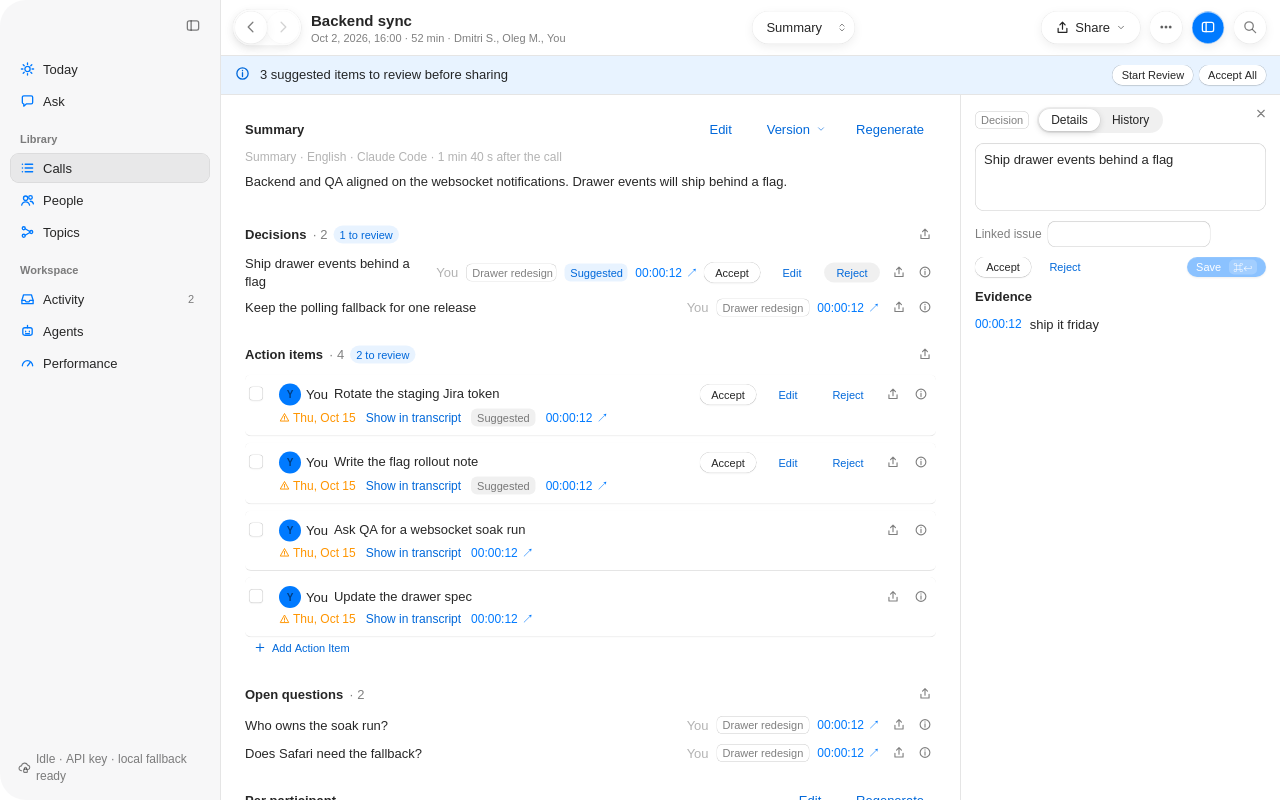 Backend sync
Oct 2, 2026, 16:00 · 52 min · Dmitri S., Oleg M., You
Summary
Share
Today
Ask
Library
Calls
People
Topics
Workspace
Activity 2
Agents
Performance
Idle · API key · local fallback
ready
3 suggested items to review before sharing
Start Review
Accept All
Summary
Edit
Version
Regenerate
Summary · English · Claude Code · 1 min 40 s after the call
Backend and QA aligned on the websocket notifications. Drawer events will ship behind a flag.
Decisions · 2 1 to review
Ship drawer events behind a
flag
You Drawer redesign Suggested 00:00:12 ↗ Accept Edit Reject
Keep the polling fallback for one release You Drawer redesign 00:00:12 ↗
Action items · 4 2 to review
Y You Rotate the staging Jira token Accept Edit Reject
Thu, Oct 15 Show in transcript Suggested 00:00:12 ↗
Y You Write the flag rollout note Accept Edit Reject
Thu, Oct 15 Show in transcript Suggested 00:00:12 ↗
Y You Ask QA for a websocket soak run
Thu, Oct 15 Show in transcript 00:00:12 ↗
Y You Update the drawer spec
Thu, Oct 15 Show in transcript 00:00:12 ↗
+ Add Action Item
Open questions · 2
Who owns the soak run? You Drawer redesign 00:00:12 ↗
Does Safari need the fallback? You Drawer redesign 00:00:12 ↗
Per participant Edit Regenerate
Decision Details History
Ship drawer events behind a flag
Linked issue
Accept Reject Save ⌘↩
Evidence
00:00:12 ship it friday